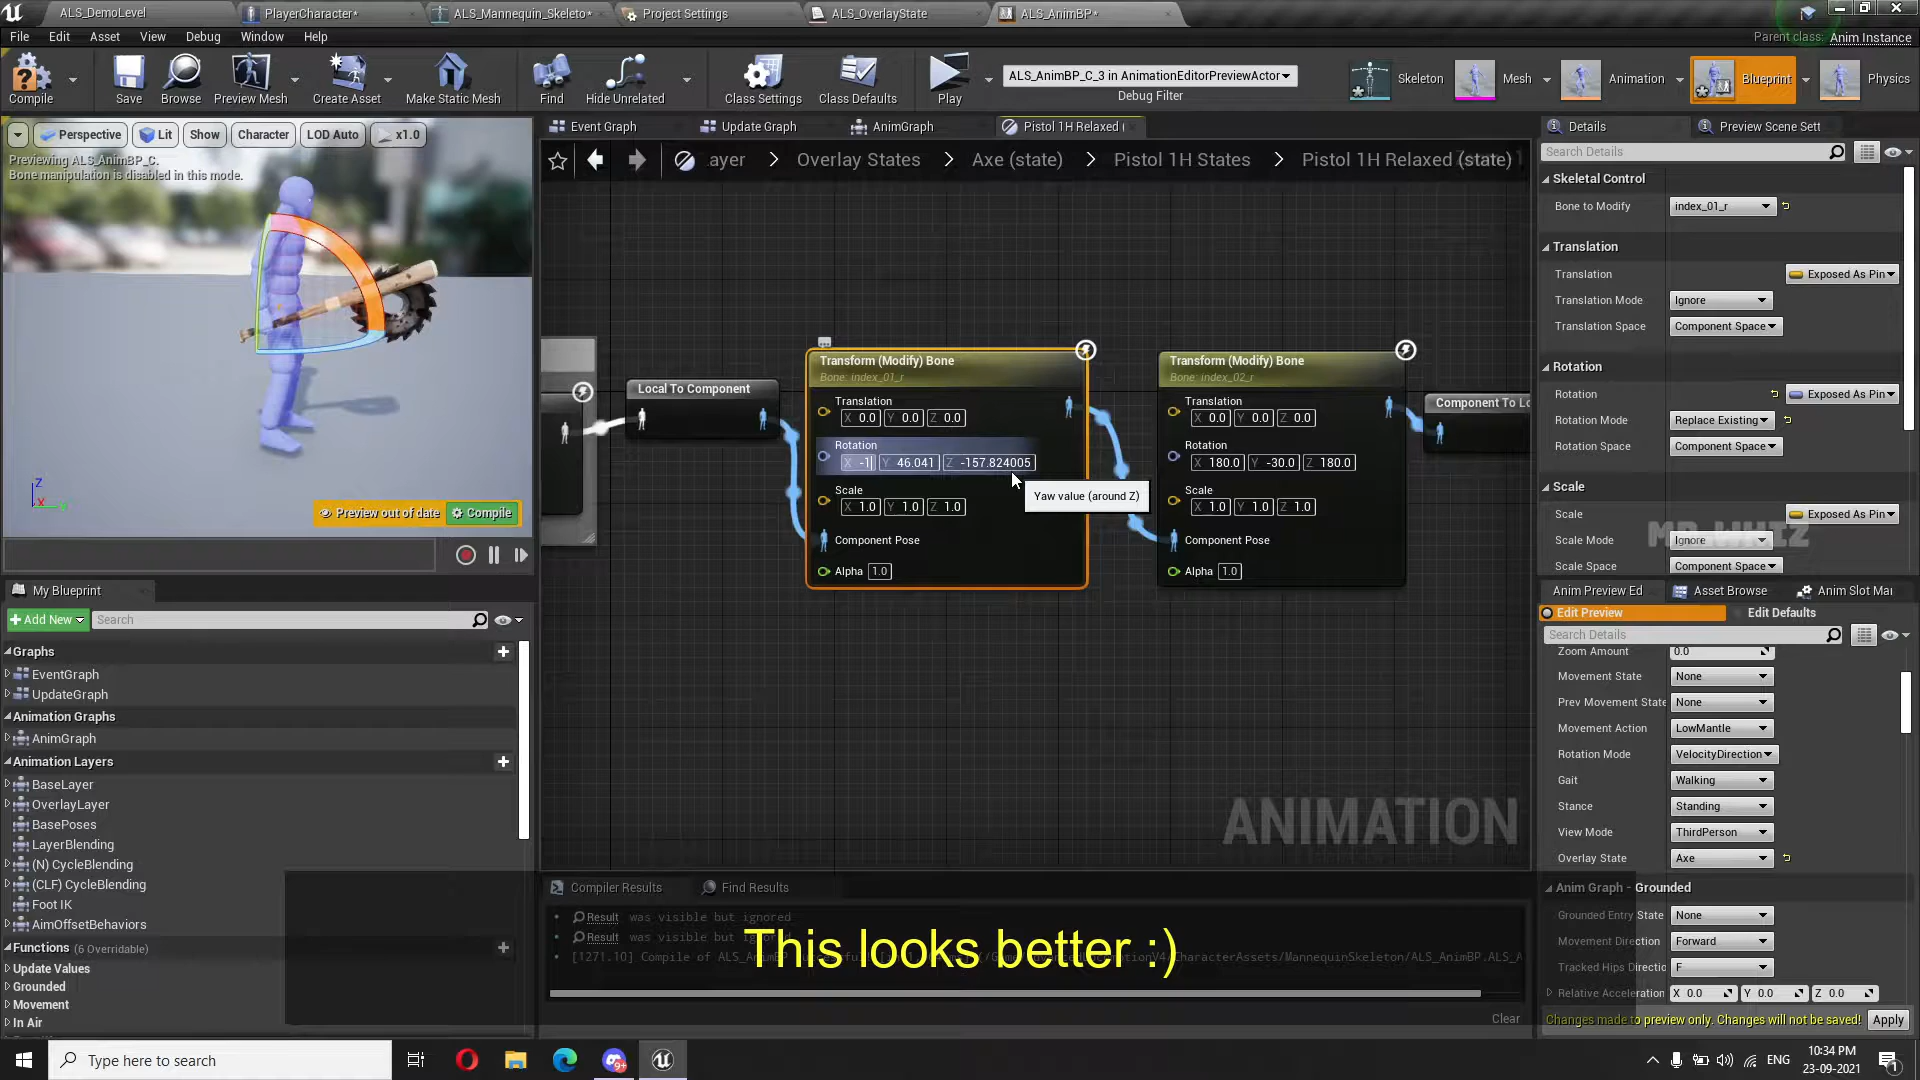 ALS_DemoLevel
PlayerCharacter*
ALS_Mannequin_Skeleto*
Project Settings
ALS_OverlayState
ALS_AnimBP*
File Edit Asset View Debug Window Help
Parent class: Anim Instance
Compile
Save
Browse
Preview Mesh
Create Asset
Make Static Mesh
Find
Hide Unrelated
Class Settings
Class Defaults
Play
ALS_AnimBP_C_3 in AnimationEditorPreviewActor
Debug Filter
Skeleton
Mesh
Animation
Blueprint
Physics
Perspective Lit Show Character LOD Auto x1.0
Previewing ALS_AnimBP_C.
Bone manipulation is disabled in this mode.
Preview out of date Compile
Event Graph
Update Graph
AnimGraph
Pistol 1H Relaxed (
ayer > Overlay States > Axe (state) > Pistol 1H States > Pistol 1H Relaxed (state)
Local To Component
Transform (Modify) Bone
Bone: index_01_r
Translation
X 0.0 Y 0.0 Z 0.0
Rotation
X -1 Y 46.041 Z -157.824005
Scale
X 1.0 Y 1.0 Z 1.0
Component Pose
Alpha 1.0
Yaw value (around Z)
Transform (Modify) Bone
Bone: index_02_r
Translation
X 0.0 Y 0.0 Z 0.0
Rotation
X 180.0 Y -30.0 Z 180.0
Scale
X 1.0 Y 1.0 Z 1.0
Component Pose
Alpha 1.0
Component To Lo
ANIMATION
My Blueprint
Add New Search
Graphs
EventGraph
UpdateGraph
Animation Graphs
AnimGraph
Animation Layers
BaseLayer
OverlayLayer
BasePoses
LayerBlending
(N) CycleBlending
(CLF) CycleBlending
Foot IK
AimOffsetBehaviors
Functions (6 Overridable)
Update Values
Grounded
Movement
In Air
Compiler Results
Find Results
Result was visible but ignored
Result was visible but ignored
Clear
This looks better :)
Details
Preview Scene Sett
Search Details
Skeletal Control
Bone to Modify index_01_r
Translation
Translation Exposed As Pin
Translation Mode Ignore
Translation Space Component Space
Rotation
Rotation Exposed As Pin
Rotation Mode Replace Existing
Rotation Space Component Space
Scale
Scale Exposed As Pin
Scale Mode Ignore
Scale Space Component Space
MR.WHIZ
Anim Preview Ed
Asset Browse
Anim Slot Mai
Edit Preview Edit Defaults
Search Details
Zoom Amount 0.0
Movement State None
Prev Movement State None
Movement Action LowMantle
Rotation Mode VelocityDirection
Gait Walking
Stance Standing
View Mode ThirdPerson
Overlay State Axe
Anim Graph - Grounded
Grounded Entry State None
Movement Direction Forward
Tracked Hips Directio F
Relative Acceleration X 0.0 Y 0.0 Z 0.0
Changes made to preview only. Changes will not be saved! Apply
Type here to search
ENG
10:34 PM
23-09-2021